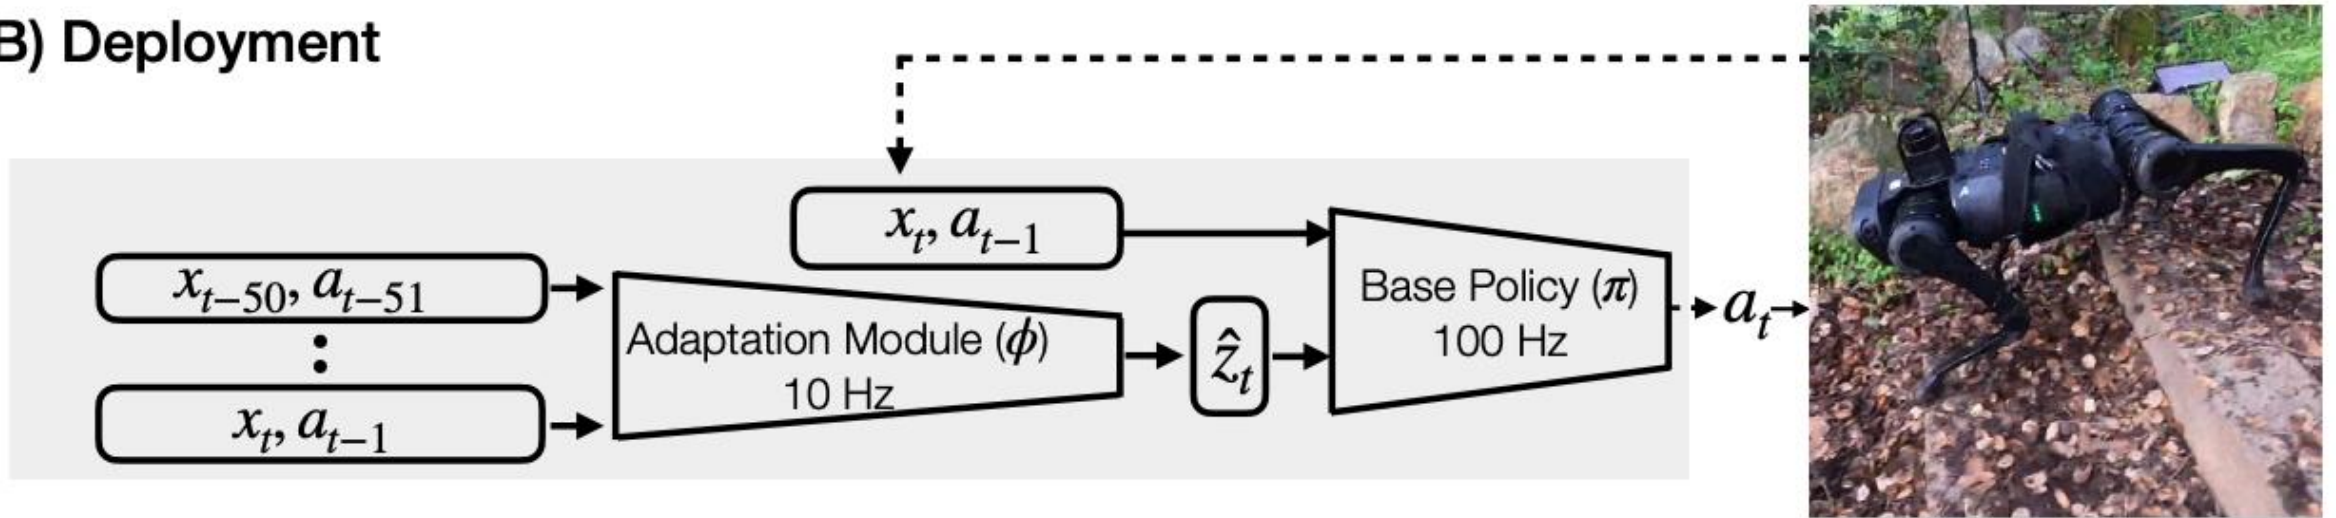 B) Deployment
x_t, a_{t−1}
x_{t−50}, a_{t−51}
⋮
x_t, a_{t−1}
Adaptation Module (ϕ)
10 Hz
ẑ_t
Base Policy (π)
100 Hz
a_t